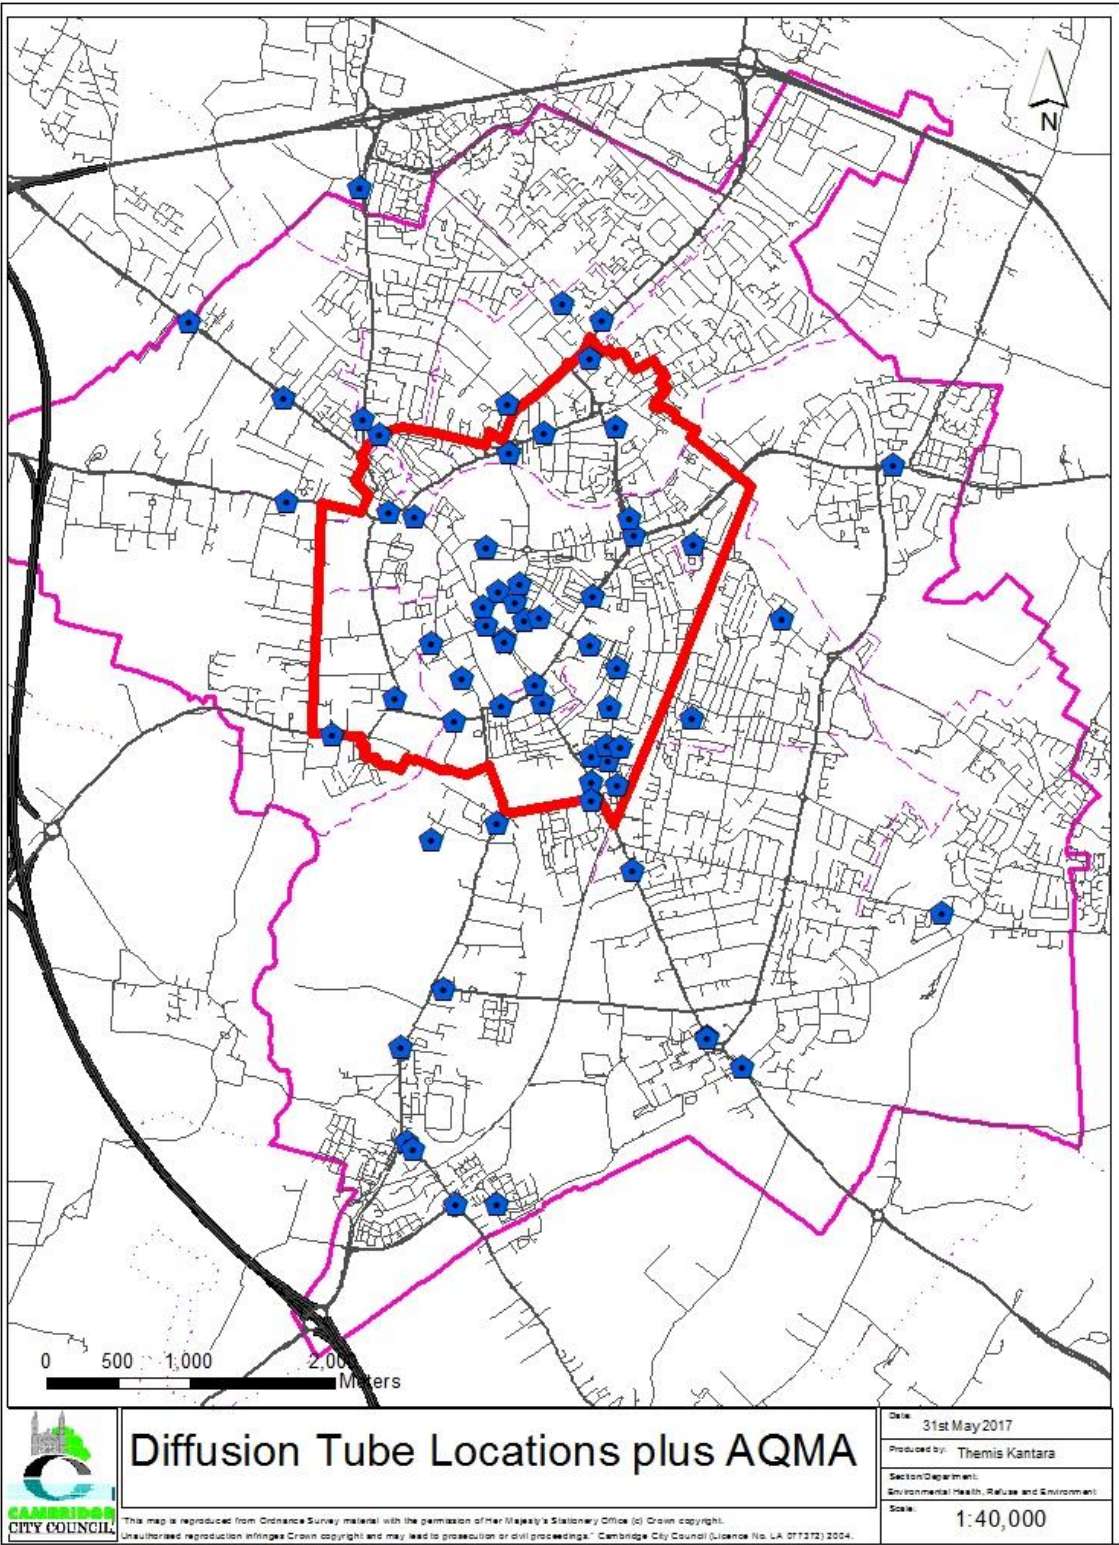 N
0 500 1,000 2,000
Meters
CAMBRIDGE
CITY COUNCIL
Diffusion Tube Locations plus AQMA
"This map is reproduced from Ordnance Survey material with the permission of Her Majesty's Stationery Office (c) Crown copyright.
Unauthorised reproduction infringes Crown copyright and may lead to prosecution or civil proceedings." Cambridge City Council (Licence No. LA 077372) 2004.
Date: 31st May 2017
Produced by: Themis Kantara
Section/Department:
Environmental Health, Refuse and Environment
Scale: 1:40,000